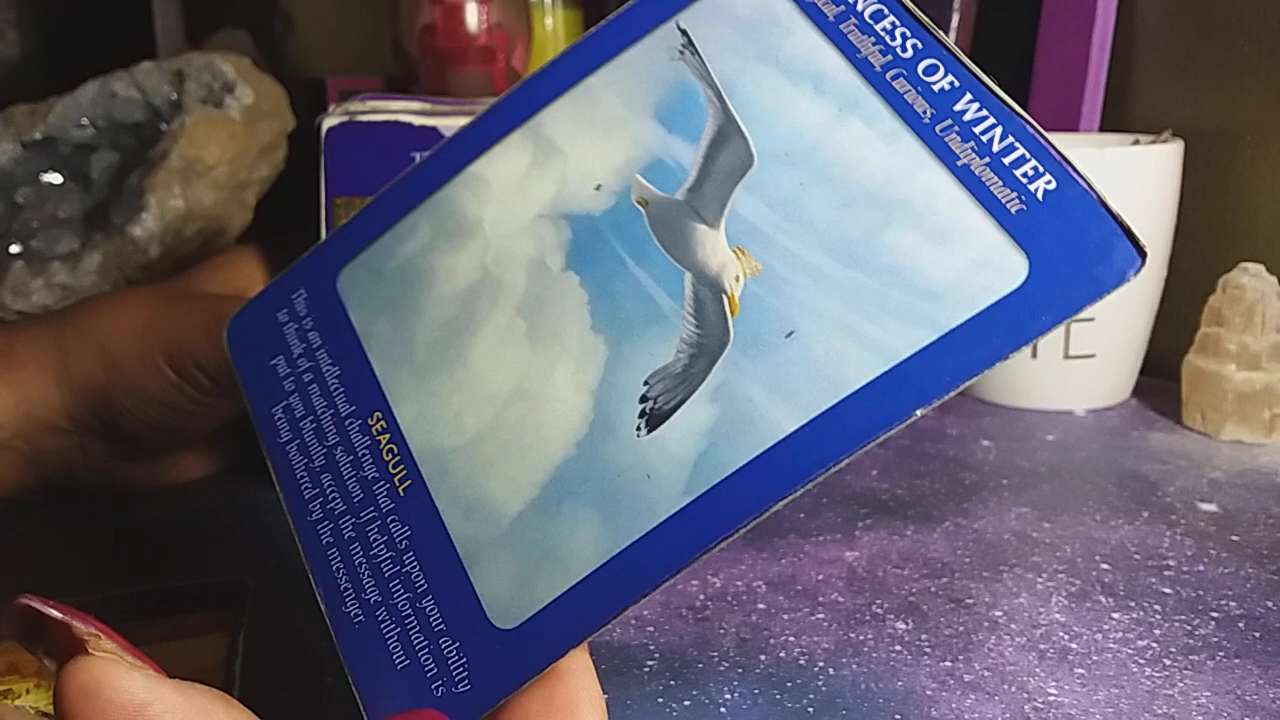 OF WINTER
Truthful, Curious, Undiplomatic
SEAGULL
This is an intellectual challenge that calls upon your ability
to think of a matching solution. If helpful information is
put to you bluntly, accept the message without
being bothered by the messenger.